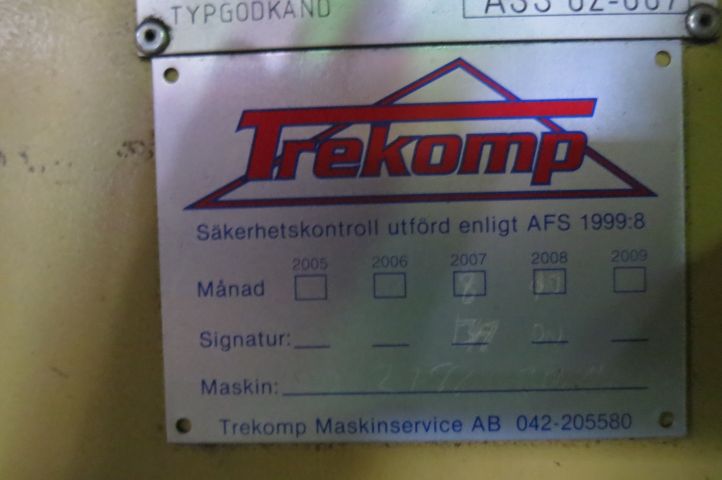 TYPGODKÄND
Trekomp
Säkerhetskontroll utförd enligt AFS 1999:8
2005 2006 2007 2008 2009
Månad 8
Signatur:
Maskin:
Trekomp Maskinservice AB 042-205580